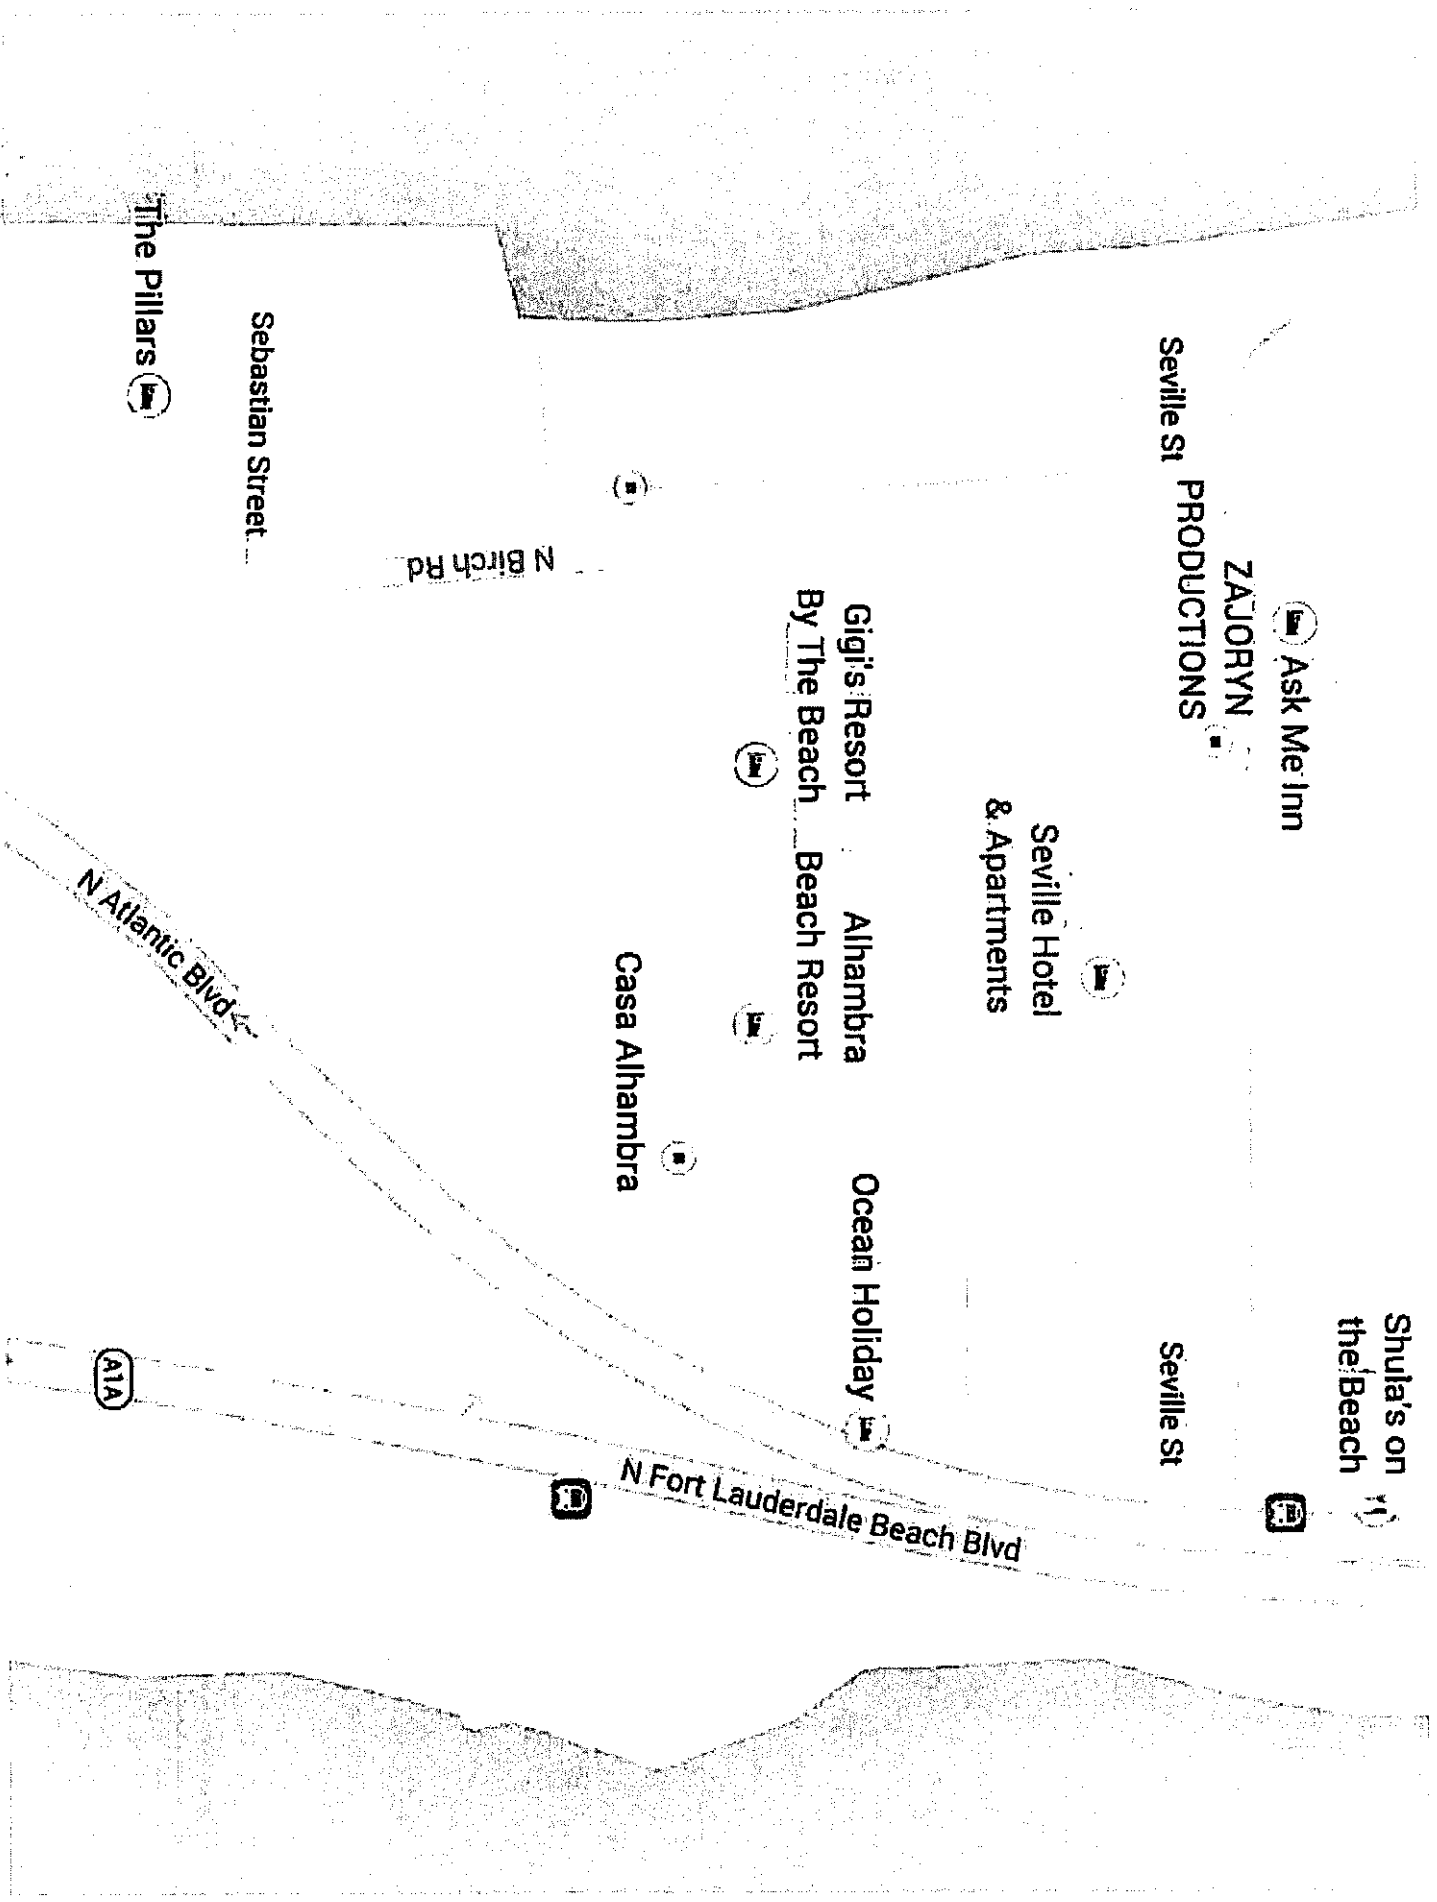 Shula's on
the Beach
Ask Me Inn
ZAJORYN
PRODUCTIONS
Seville St
Seville St
Seville Hotel
& Apartments
Gigi's Resort
By The Beach
Alhambra
Beach Resort
Ocean Holiday
Casa Alhambra
N Birch Rd
N Fort Lauderdale Beach Blvd
Sebastian Street
N Atlantic Blvd
The Pillars
A1A